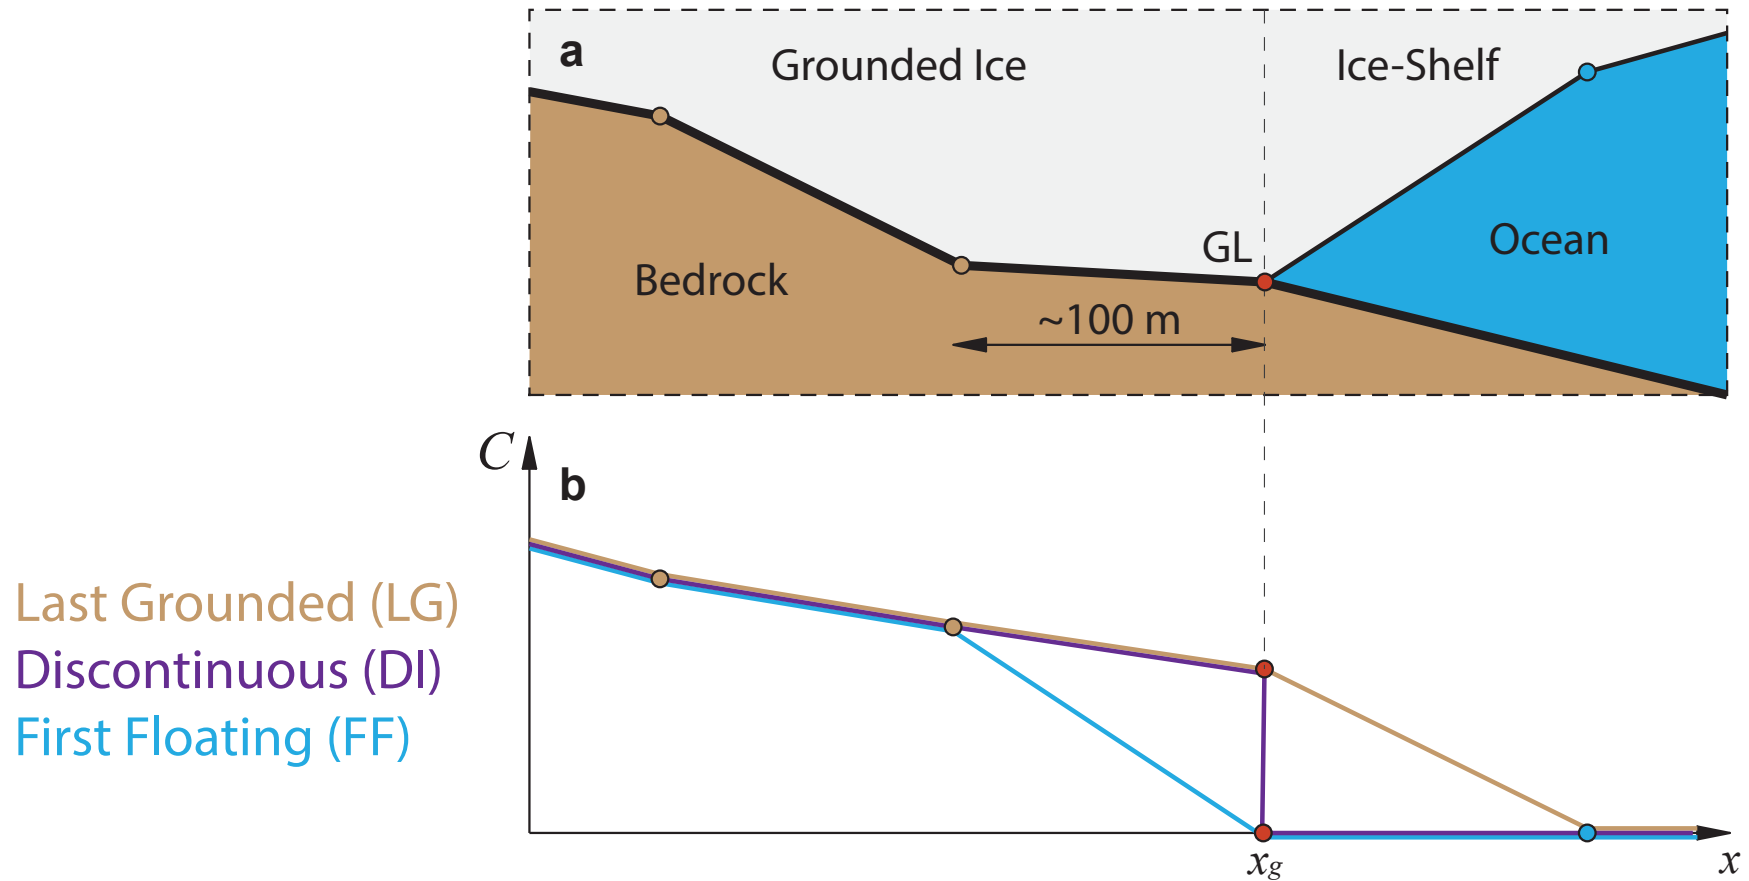 a
Grounded Ice
Ice-Shelf
GL
Ocean
Bedrock
~100 m
C
b
Last Grounded (LG)
Discontinuous (DI)
First Floating (FF)
xg
x